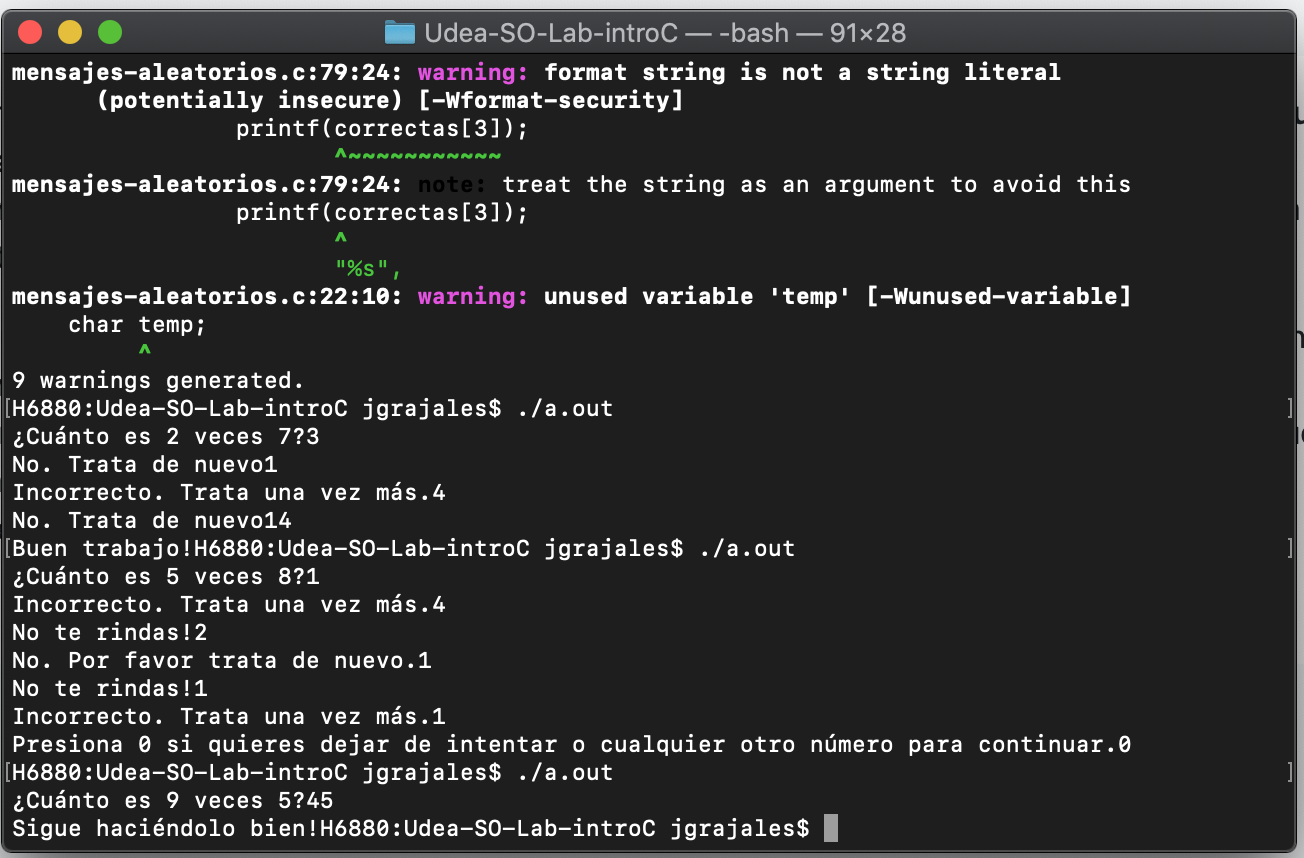 Udea-SO-Lab-introC — -bash — 91×28
mensajes-aleatorios.c:79:24: warning: format string is not a string literal
      (potentially insecure) [-Wformat-security]
                printf(correctas[3]);
                       ^~~~~~~~~~~~
mensajes-aleatorios.c:79:24: note: treat the string as an argument to avoid this
                printf(correctas[3]);
                       ^
                       "%s",
mensajes-aleatorios.c:22:10: warning: unused variable 'temp' [-Wunused-variable]
    char temp;
         ^
9 warnings generated.
[H6880:Udea-SO-Lab-introC jgrajales$ ./a.out ]
¿Cuánto es 2 veces 7?3
No. Trata de nuevo1
Incorrecto. Trata una vez más.4
No. Trata de nuevo14
[Buen trabajo!H6880:Udea-SO-Lab-introC jgrajales$ ./a.out ]
¿Cuánto es 5 veces 8?1
Incorrecto. Trata una vez más.4
No te rindas!2
No. Por favor trata de nuevo.1
No te rindas!1
Incorrecto. Trata una vez más.1
Presiona 0 si quieres dejar de intentar o cualquier otro número para continuar.0
[H6880:Udea-SO-Lab-introC jgrajales$ ./a.out ]
¿Cuánto es 9 veces 5?45
Sigue haciéndolo bien!H6880:Udea-SO-Lab-introC jgrajales$